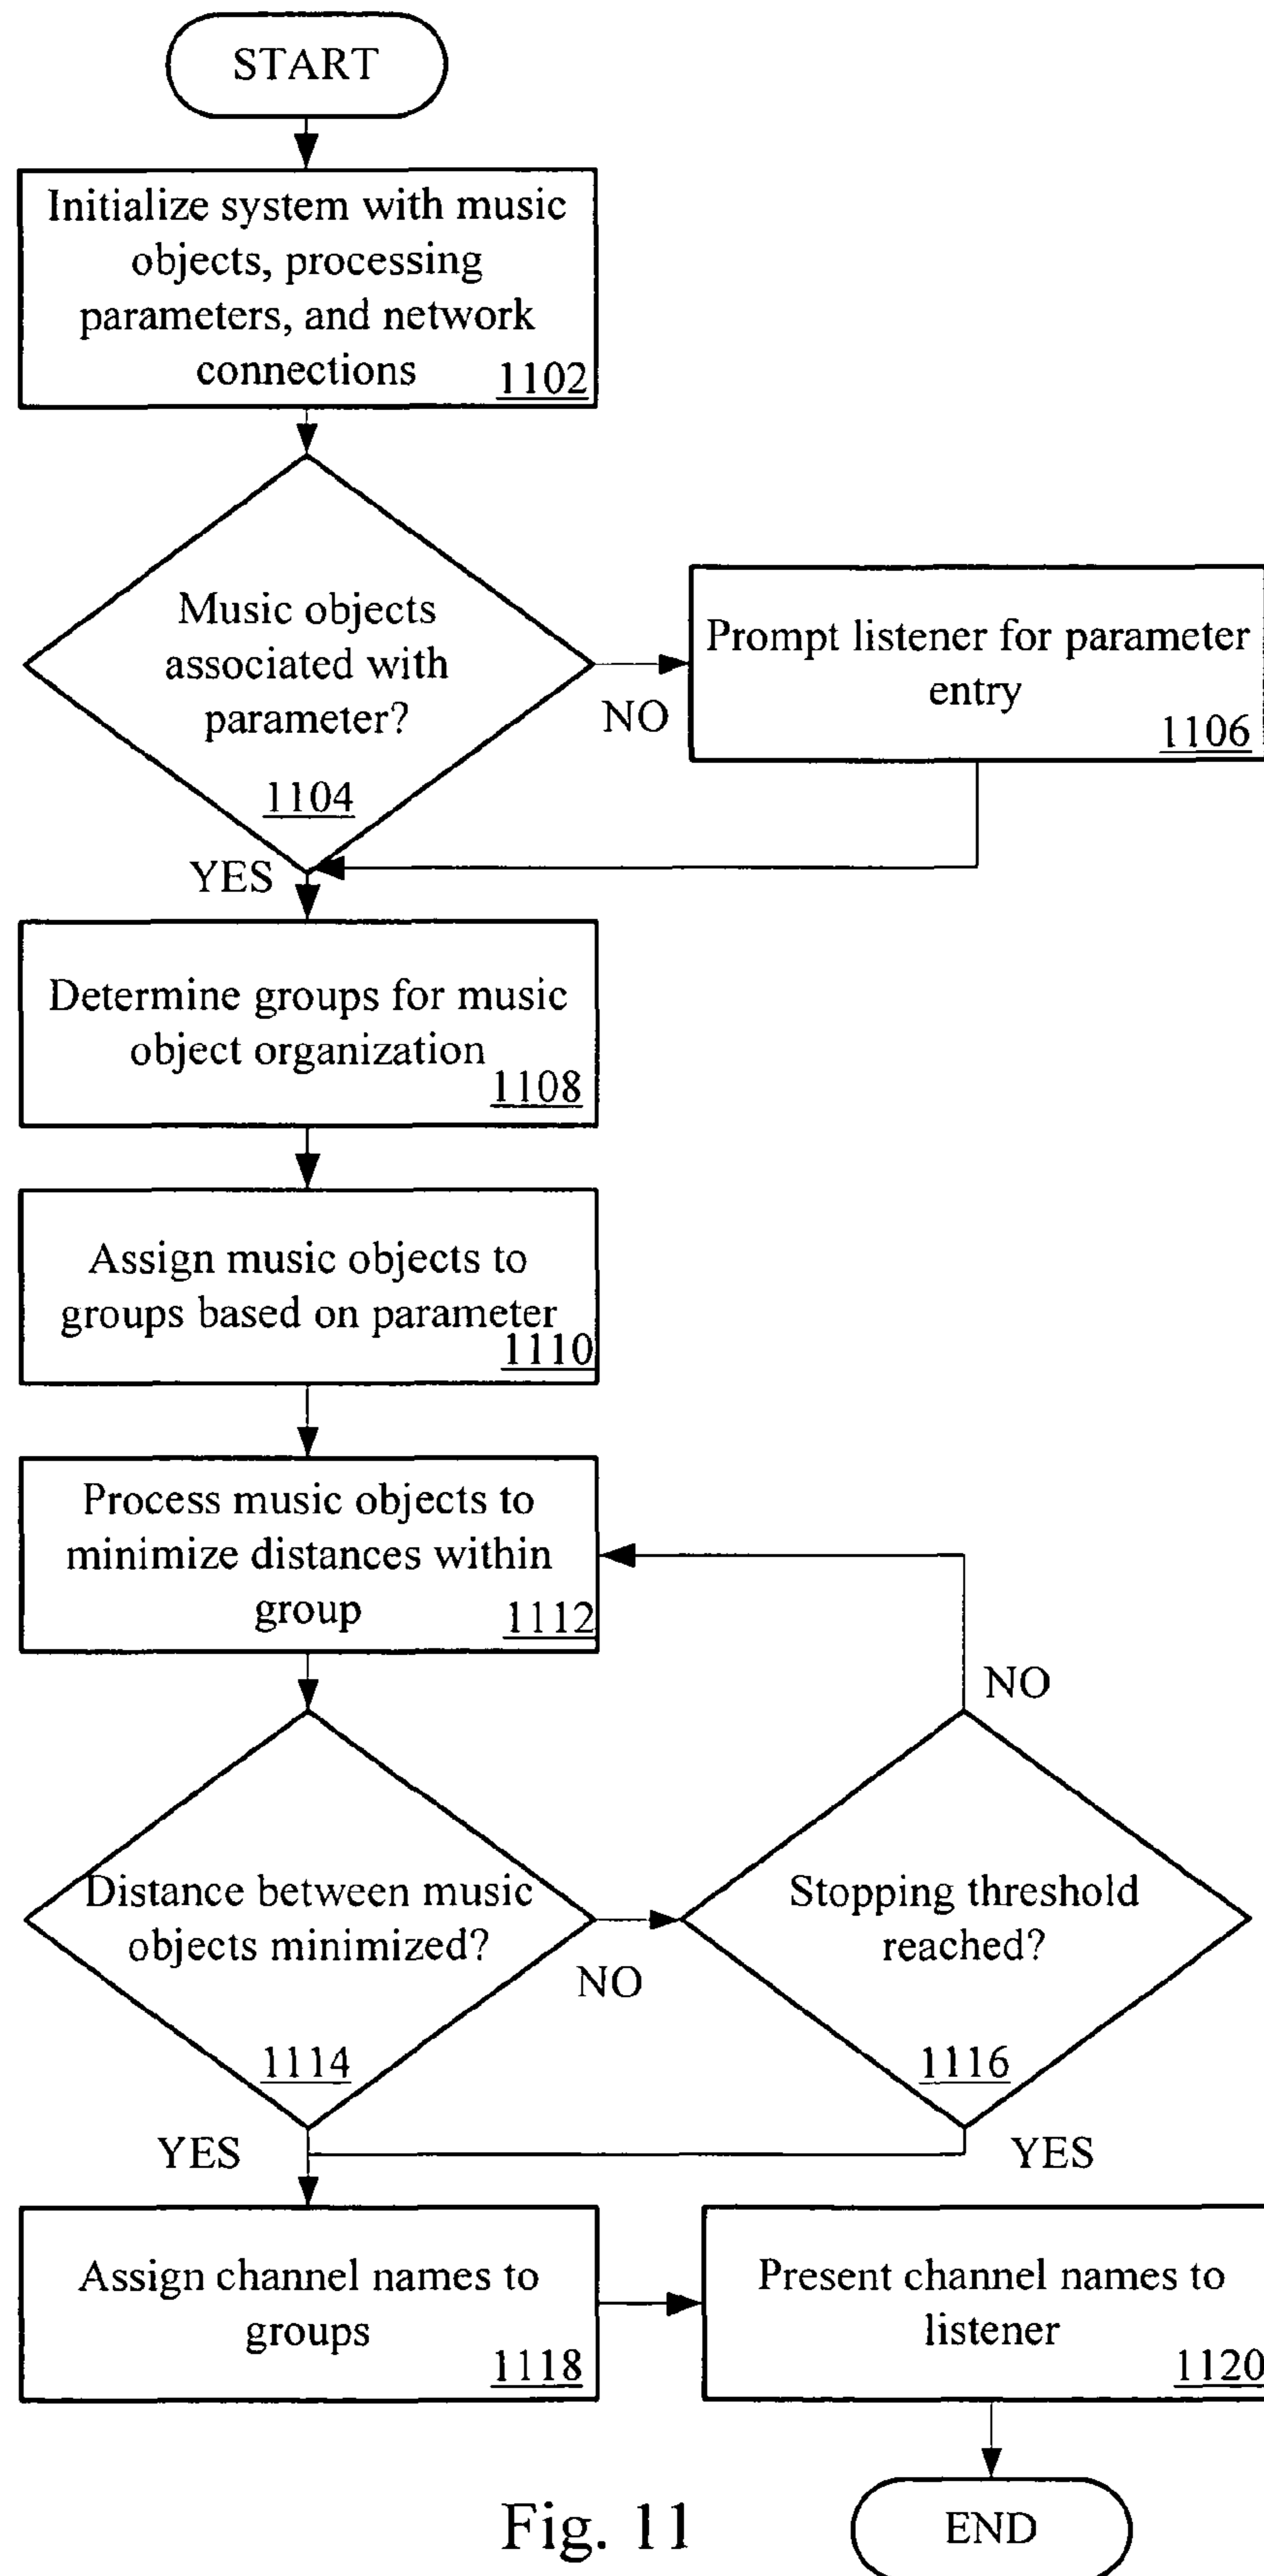 START
Initialize system with music
objects, processing
parameters, and network
connections
1102
Music objects
associated with
parameter?
1104
NO
Prompt listener for parameter
entry
1106
YES
Determine groups for music
object organization
1108
Assign music objects to
groups based on parameter
1110
Process music objects to
minimize distances within
group
1112
Distance between music
objects minimized?
1114
NO
Stopping threshold
reached?
1116
NO
YES
YES
Assign channel names to
groups
1118
Present channel names to
listener
1120
END
Fig. 11